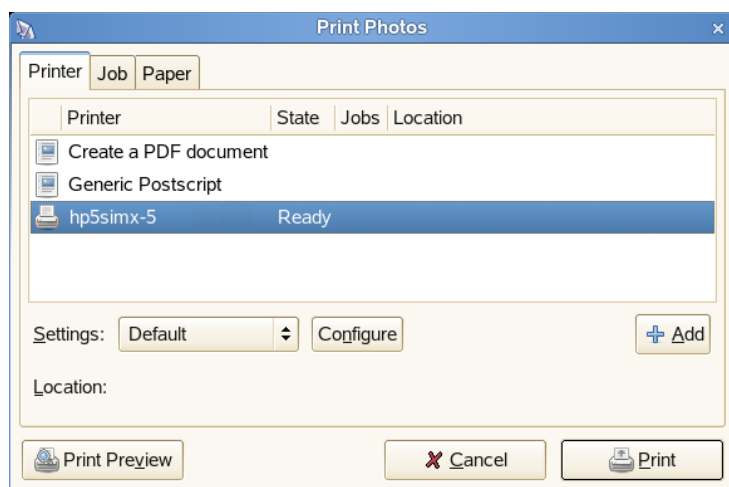 Print Photos
Printer Job Paper
Printer State Jobs Location
Create a PDF document
Generic Postscript
hp5simx-5 Ready
Settings: Default Configure Add
Location:
Print Preview Cancel Print